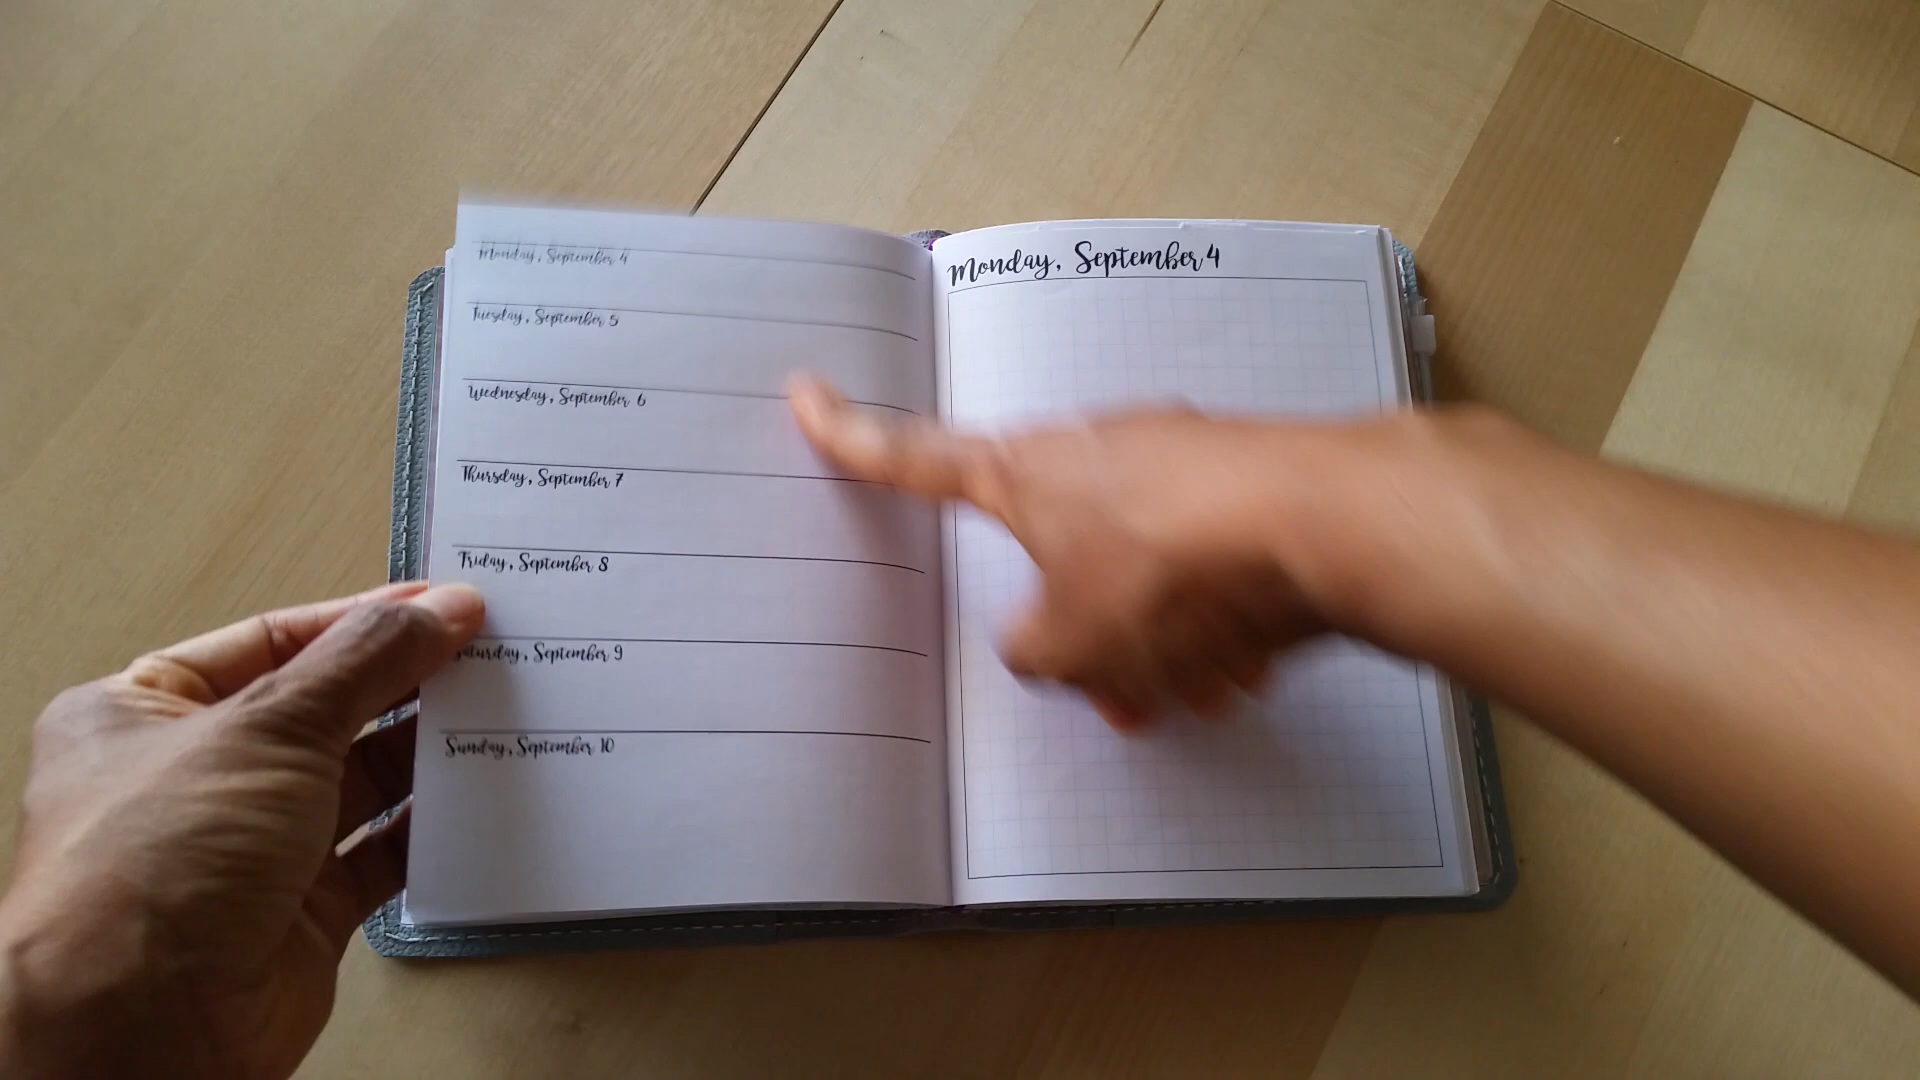 Monday, September 4
Tuesday, September 5
Wednesday, September 6
Thursday, September 7
Friday, September 8
Saturday, September 9
Sunday, September 10
Monday, September 4